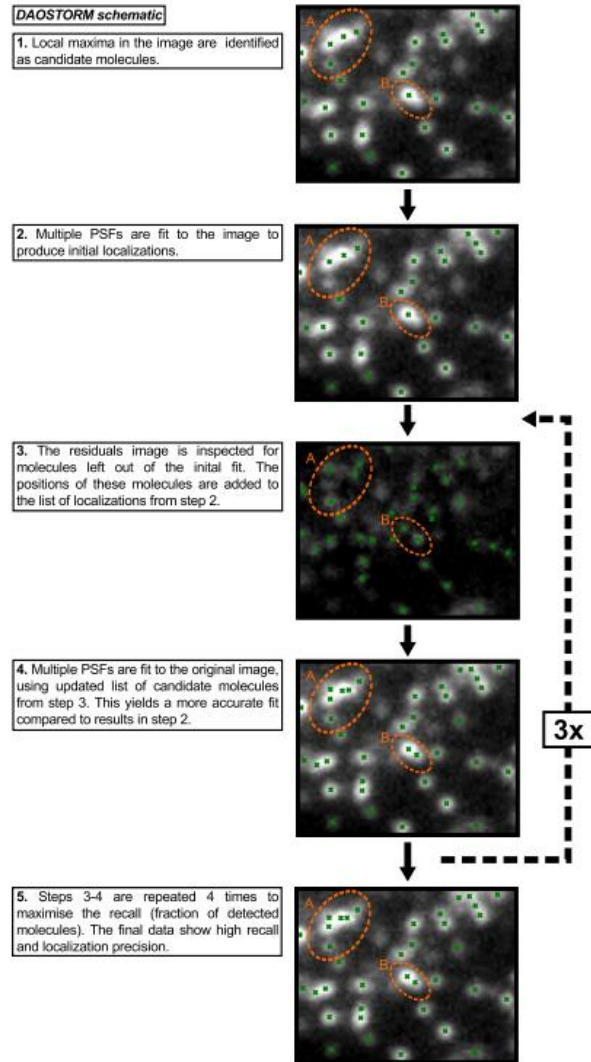 DAOSTORM schematic
1. Local maxima in the image are identified
as candidate molecules.
A
B
2. Multiple PSFs are fit to the image to
produce initial localizations.
A
B
3. The residuals image is inspected for
molecules left out of the inital fit. The
positions of these molecules are added to
the list of localizations from step 2.
A
B
4. Multiple PSFs are fit to the original image,
using updated list of candidate molecules
from step 3. This yields a more accurate fit
compared to results in step 2.
A
B
3x
5. Steps 3-4 are repeated 4 times to
maximise the recall (fraction of detected
molecules). The final data show high recall
and localization precision.
A
B